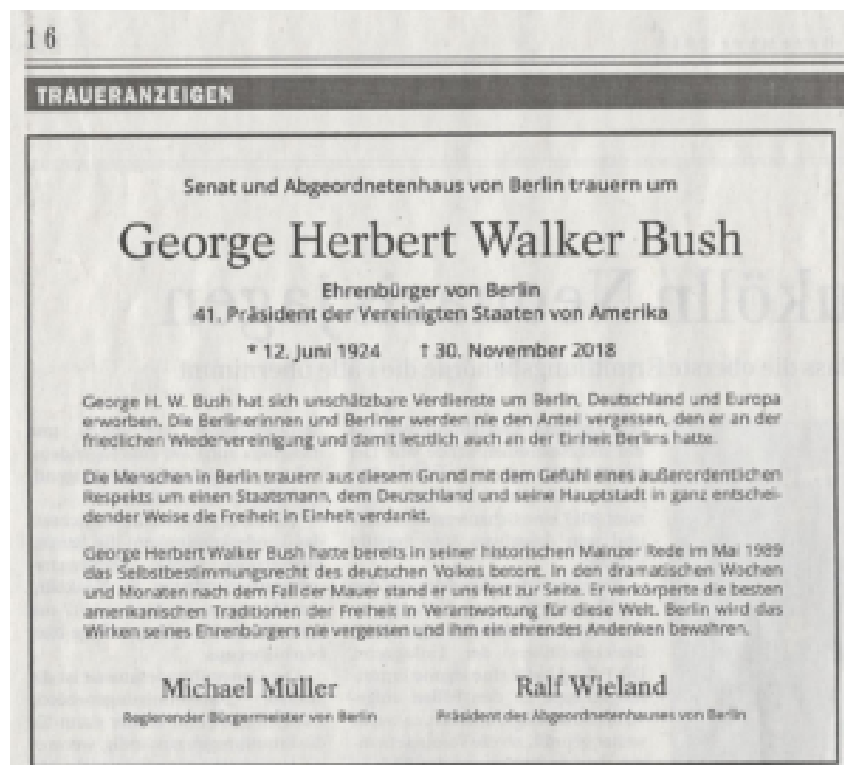 16
TRAUERANZEIGEN
Senat und Abgeordnetenhaus von Berlin trauern um
George Herbert Walker Bush
Ehrenbürger von Berlin
41. Präsident der Vereinigten Staaten von Amerika
* 12. Juni 1924 † 30. November 2018
George H. W. Bush hat sich unschätzbare Verdienste um Berlin, Deutschland und Europa
erworben. Die Berlinerinnen und Berliner werden nie den Anteil vergessen, den er an der
friedlichen Wiedervereinigung und damit letztlich auch an der Einheit Berlins hatte.
Die Menschen in Berlin trauern aus diesem Grund mit dem Gefühl eines außerordentlichen
Respekts um einen Staatsmann, dem Deutschland und seine Hauptstadt in ganz entschei-
dender Weise die Freiheit in Einheit verdankt.
George Herbert Walker Bush hatte bereits in seiner historischen Mainzer Rede im Mai 1989
das Selbstbestimmungsrecht des deutschen Volkes betont. In den dramatischen Wochen
und Monaten nach dem Fall der Mauer stand er uns fest zur Seite. Er verkörperte die besten
amerikanischen Traditionen der Freiheit in Verantwortung für diese Welt. Berlin wird das
Wirken seines Ehrenbürgers nie vergessen und ihm ein ehrendes Andenken bewahren.
Michael Müller Ralf Wieland
Regierender Bürgermeister von Berlin Präsident des Abgeordnetenhauses von Berlin